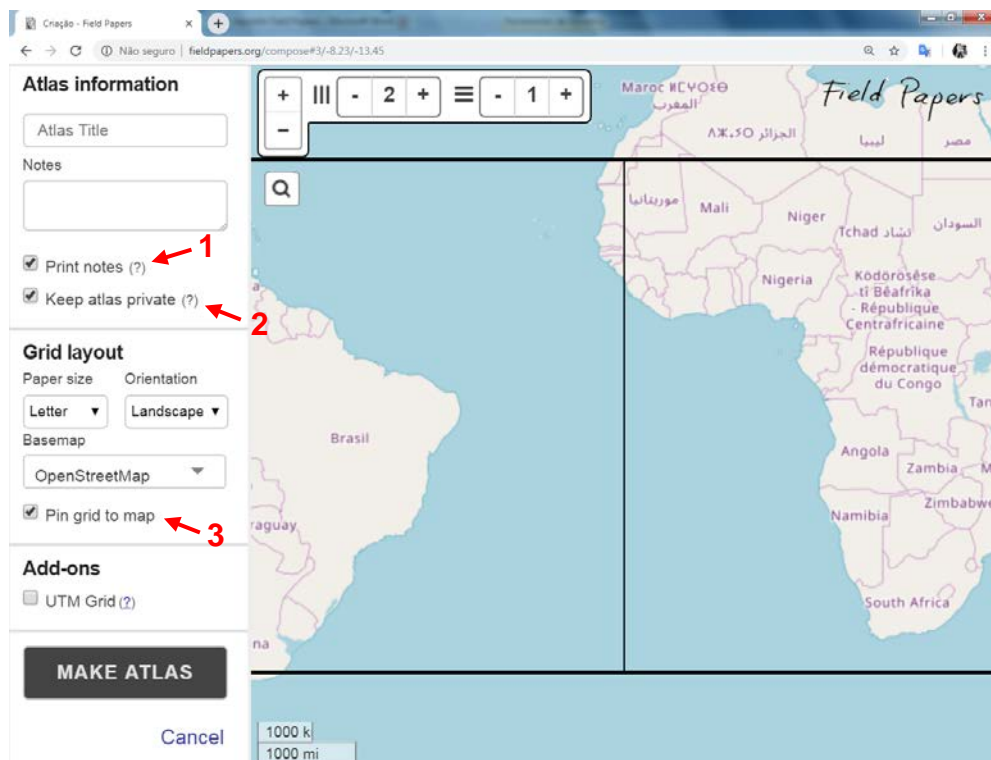 Criação - Field Papers
Não seguro | fieldpapers.org/compose#3/-8.23/-13.45
Atlas information
Atlas Title
Notes
Print notes (?)
1
Keep atlas private (?)
2
Grid layout
Paper size Orientation
Letter Landscape
Basemap
OpenStreetMap
Pin grid to map
3
Add-ons
UTM Grid (?)
MAKE ATLAS
Cancel
+ - 2 + - 1 +
-
Field Papers
Maroc ⵍⵎⵖⵔⵉⴱ
المغرب
الجزائر
ليبيا
مصر
موريتانيا
Mali
Niger
Tchad تشاد
السودان
Nigeria
Ködörösêse
tî Bêafrîka
- République
Centrafricaine
République
démocratique
du Congo
Tan
Brasil
Angola
Zambia
M
Zimbabwe
Namibia
raguay
South Africa
na
1000 k
1000 mi